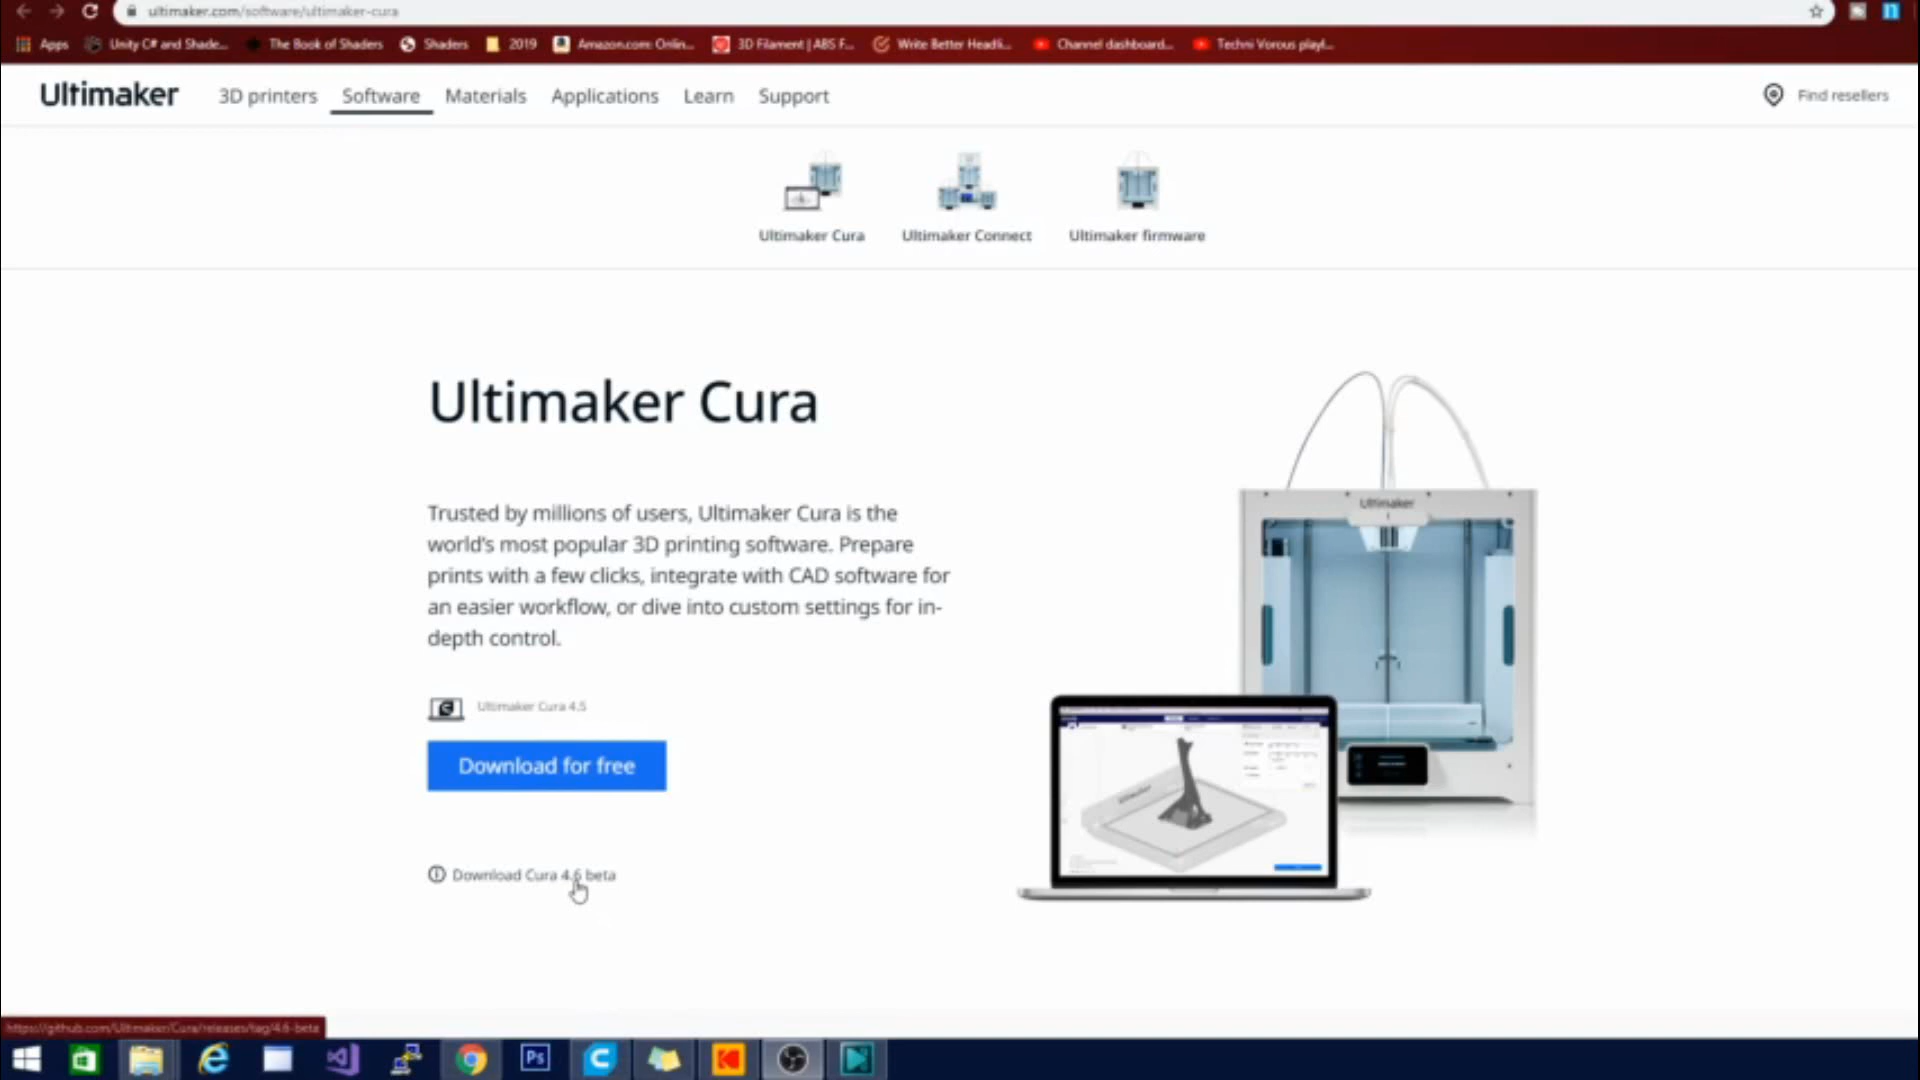 ultimaker.com/software/ultimaker-cura
Apps Unity C# and Shade... The Book of Shaders Shaders 2019 Amazon.com: Onlin... 3D Filament | ABS F... Write Better Headli... Channel dashboard... Techni Vorous playl...
Ultimaker 3D printers Software Materials Applications Learn Support Find resellers
Ultimaker Cura Ultimaker Connect Ultimaker firmware
Ultimaker Cura
Trusted by millions of users, Ultimaker Cura is the
world's most popular 3D printing software. Prepare
prints with a few clicks, integrate with CAD software for
an easier workflow, or dive into custom settings for in-
depth control.
Ultimaker Cura 4.5
Download for free
Download Cura 4.6 beta
Ultimaker
Ultimaker
https://github.com/Ultimaker/Cura/releases/tag/4.6-beta
Ps